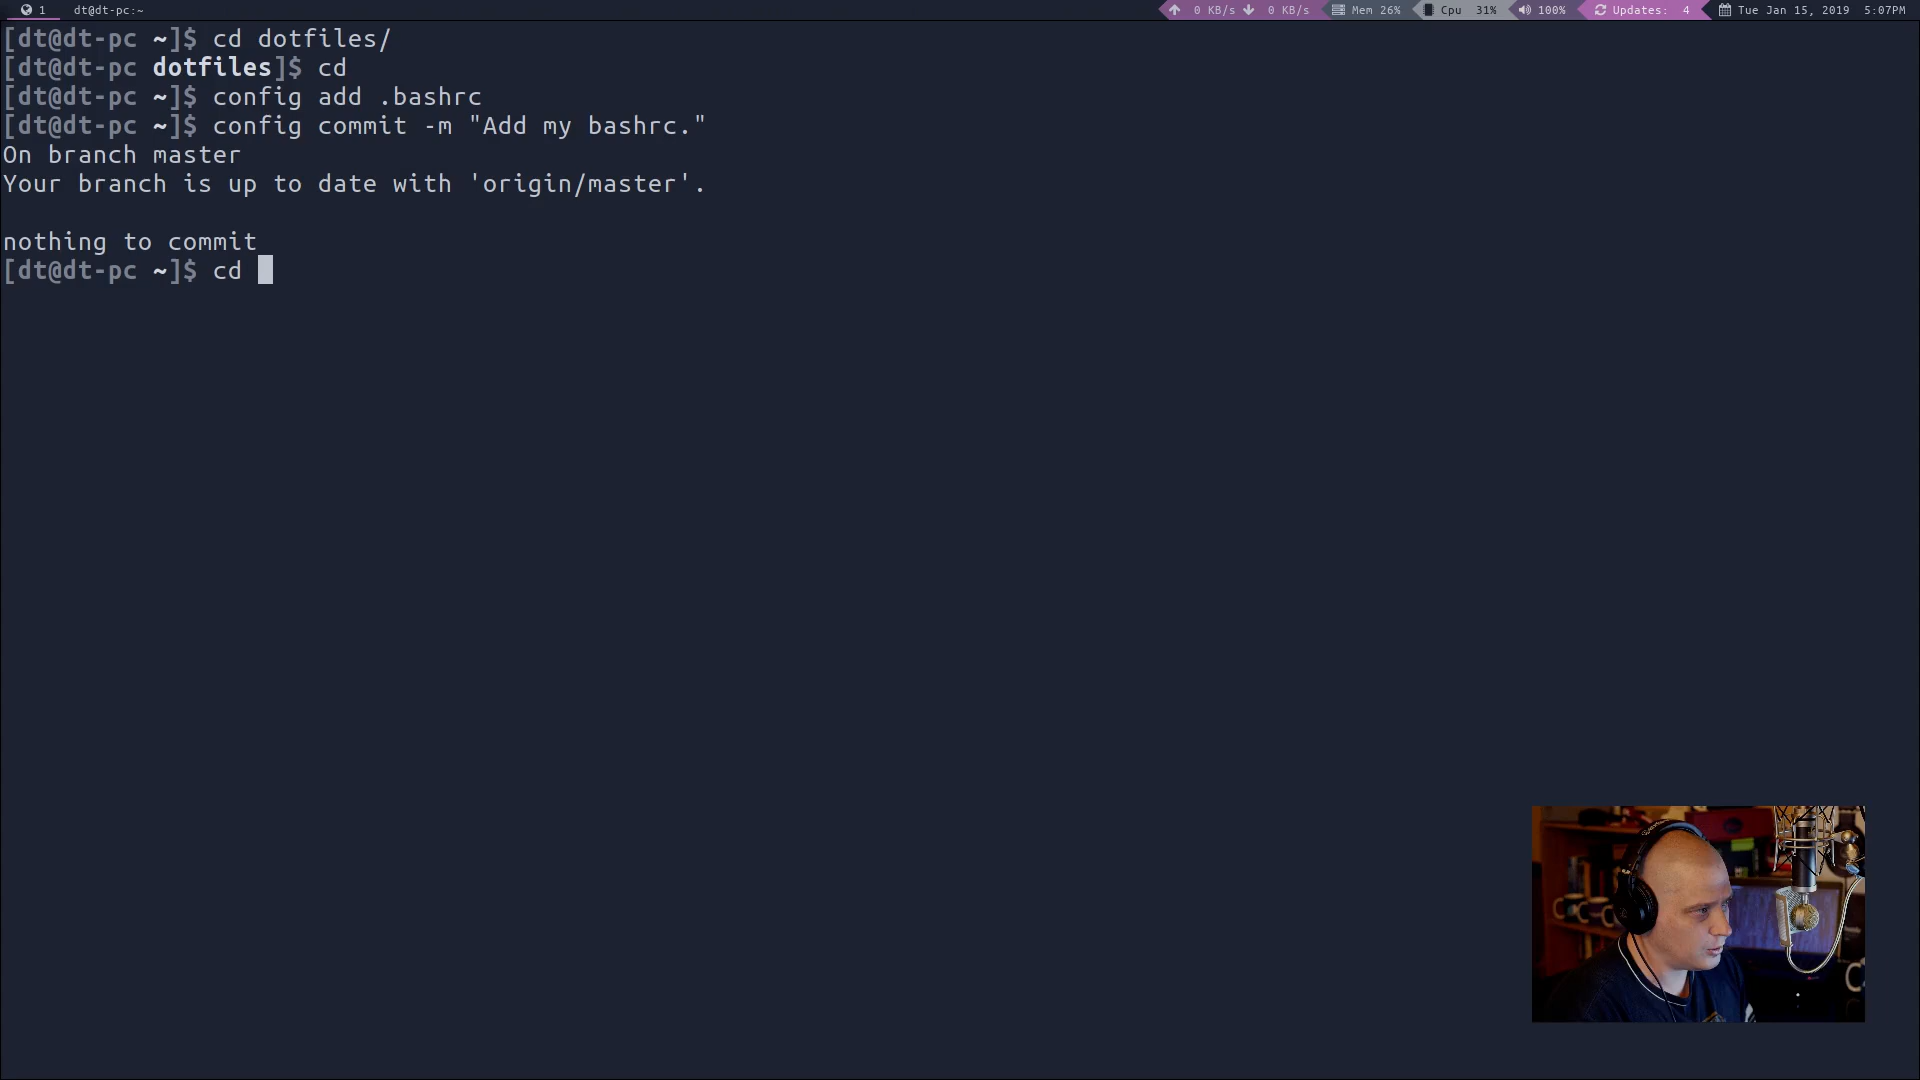 1 dt@dt-pc:~ 0 KB/s 0 KB/s Mem 26% Cpu 31% 100% Updates: 4 Tue Jan 15, 2019 5:07PM
[dt@dt-pc ~]$ cd dotfiles/
[dt@dt-pc dotfiles]$ cd
[dt@dt-pc ~]$ config add .bashrc
[dt@dt-pc ~]$ config commit -m "Add my bashrc."
On branch master
Your branch is up to date with 'origin/master'.
nothing to commit
[dt@dt-pc ~]$ cd